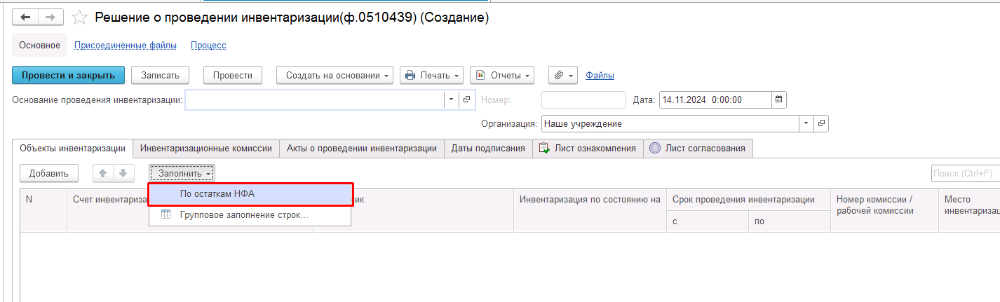 Решение о проведении инвентаризации(ф.0510439) (Создание)
Основное Присоединенные файлы Процесс
Провести и закрыть Записать Провести Создать на основании Печать Отчеты Файлы
Основание проведения инвентаризации: Номер: Дата: 14.11.2024 0:00:00
Организация: Наше учреждение
Объекты инвентаризации Инвентаризационные комиссии Акты о проведении инвентаризации Даты подписания Лист ознакомления Лист согласования
Добавить Заполнить Поиск (Ctrl+F)
По остаткам НФА
Групповое заполнение строк...
N Счет инвентариза ник Инвентаризация по состоянию на Срок проведения инвентаризации Номер комиссии / Место
рабочей комиссии инвентаризац
с по